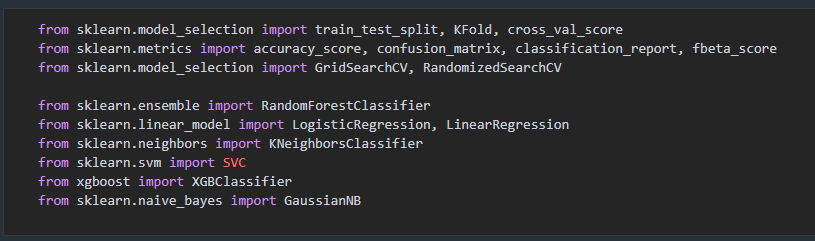 from sklearn.model_selection import train_test_split, KFold, cross_val_score
from sklearn.metrics import accuracy_score, confusion_matrix, classification_report, fbeta_score
from sklearn.model_selection import GridSearchCV, RandomizedSearchCV
from sklearn.ensemble import RandomForestClassifier
from sklearn.linear_model import LogisticRegression, LinearRegression
from sklearn.neighbors import KNeighborsClassifier
from sklearn.svm import SVC
from xgboost import XGBClassifier
from sklearn.naive_bayes import GaussianNB